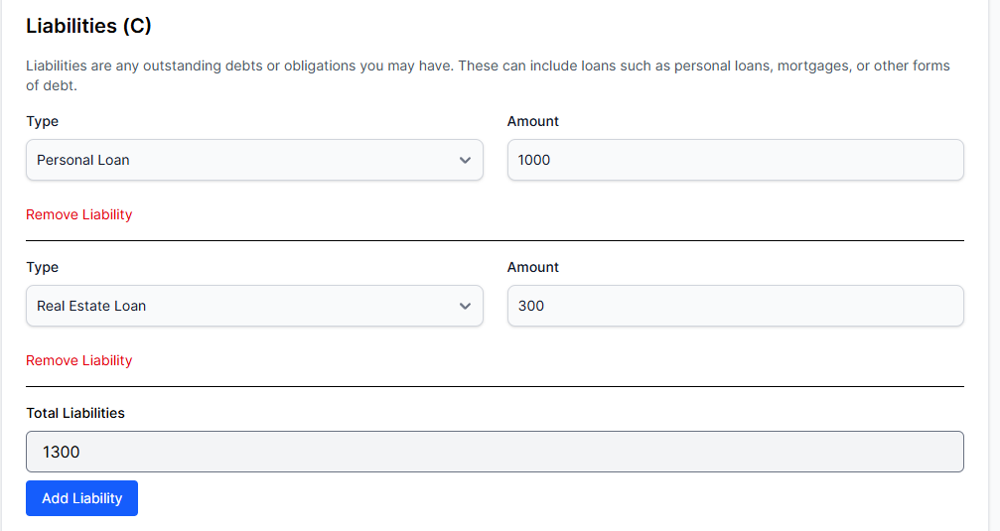 Liabilities (C)
Liabilities are any outstanding debts or obligations you may have. These can include loans such as personal loans, mortgages, or other forms
of debt.
Type Amount
Personal Loan 1000
Remove Liability
Type Amount
Real Estate Loan 300
Remove Liability
Total Liabilities
1300
Add Liability